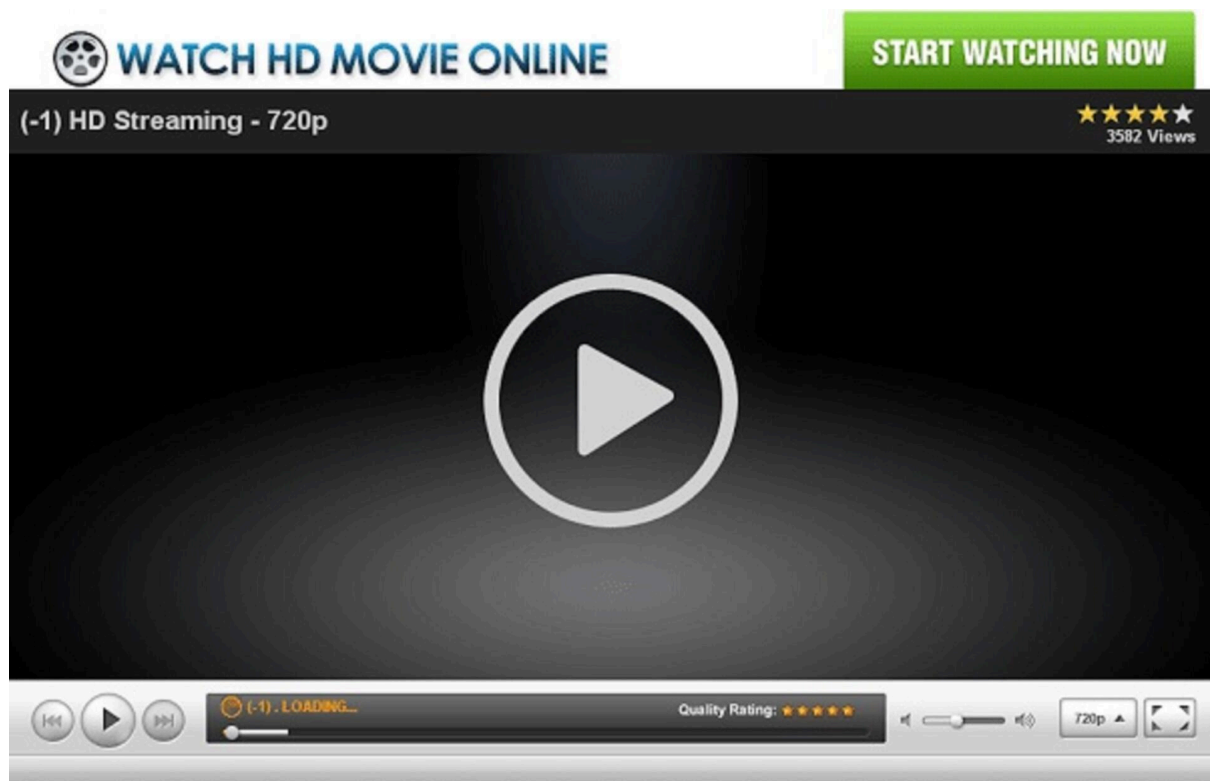 WATCH HD MOVIE ONLINE
START WATCHING NOW
(-1) HD Streaming - 720p
3582 Views
(-1) . LOADING...
Quality Rating:
720p